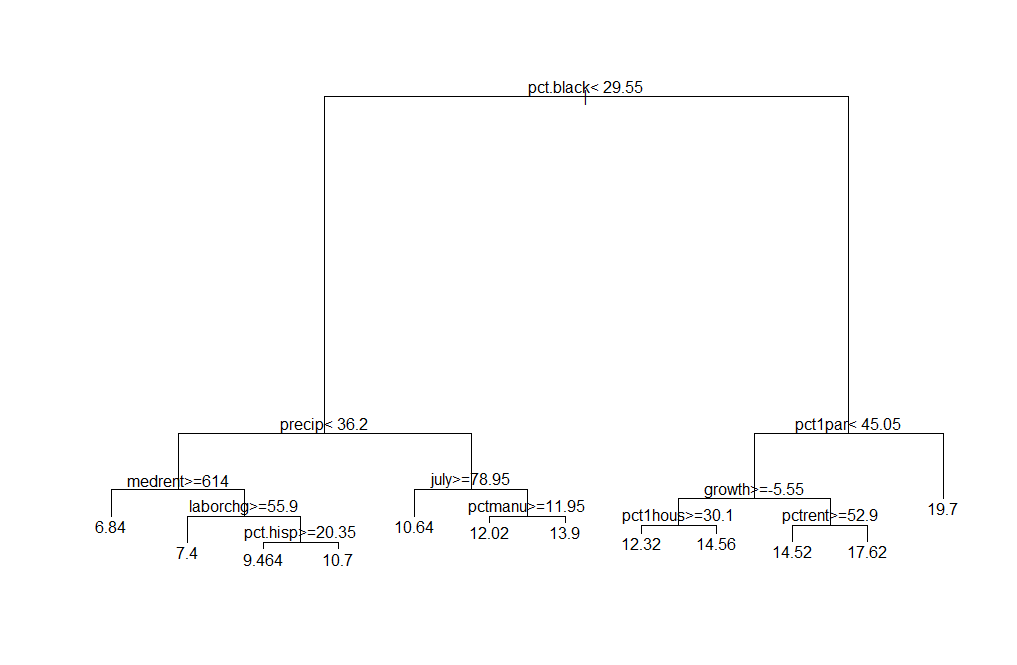 pct.black< 29.55
precip< 36.2
pct1par< 45.05
medrent>=614
july>=78.95
growth>=-5.55
laborchg>=55.9
pctmanu>=11.95
pct1hous>=30.1
pctrent>=52.9
19.7
6.84
10.64
pct.hisp>=20.35
12.02
13.9
12.32
14.56
14.52
17.62
7.4
9.464
10.7